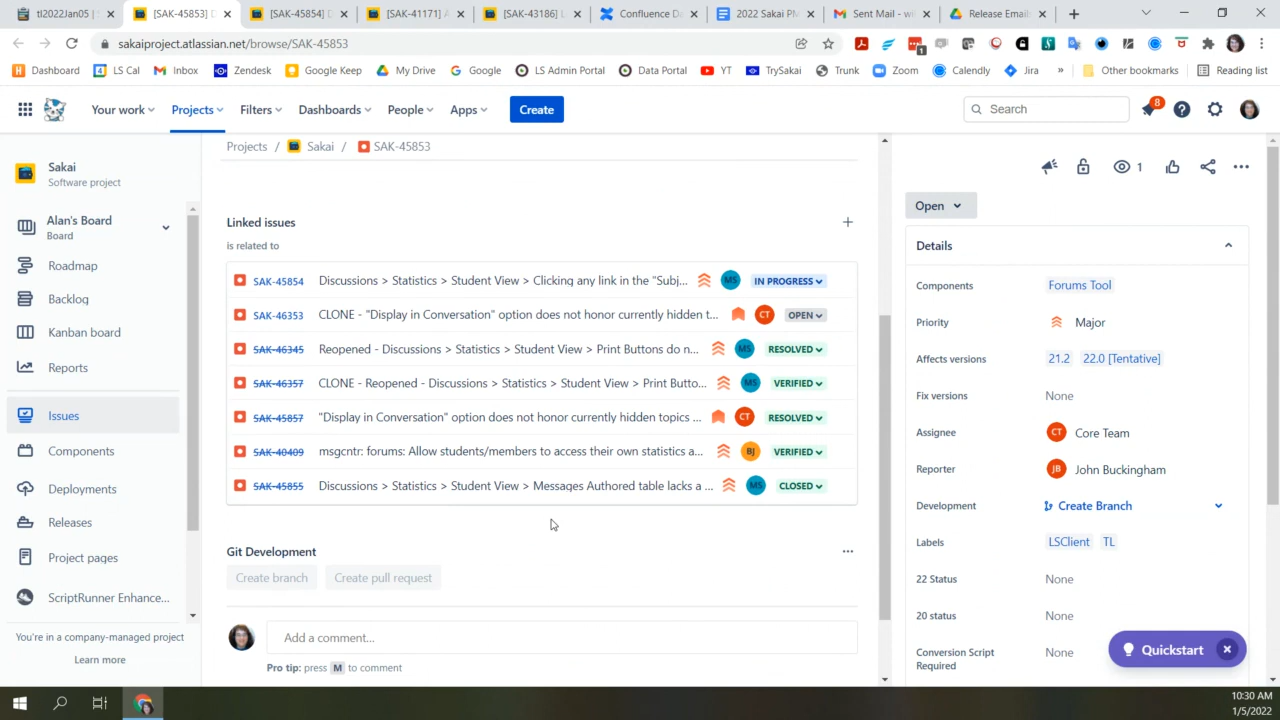 tl2022Jan05 | S
[SAK-45853] D
[SAK-45854] D
[SAK-41171] A
[SAK-43186] L
Confluence Da
2022 Sakai PM
Sent Mail - wi
Release Emails
sakaiproject.atlassian.net/browse/SAK-45853
1
Dashboard
LS Cal
Inbox
Zendesk
Google Keep
My Drive
Google
LS Admin Portal
Data Portal
YT
TrySakai
Trunk
Zoom
Calendly
Jira
»
Other bookmarks
Reading list
Your work
Projects
Filters
Dashboards
People
Apps
Create
Search
8
Sakai
Software project
Alan's Board
Board
Roadmap
Backlog
Kanban board
Reports
Issues
Components
Deployments
Releases
Project pages
ScriptRunner Enhance...
You're in a company-managed project
Learn more
Projects / Sakai / SAK-45853
Linked issues
is related to
SAK-45854 Discussions > Statistics > Student View > Clicking any link in the "Subj... MS IN PROGRESS
SAK-46353 CLONE - "Display in Conversation" option does not honor currently hidden t... CT OPEN
SAK-46345 Reopened - Discussions > Statistics > Student View > Print Buttons do n... MS RESOLVED
SAK-46357 CLONE - Reopened - Discussions > Statistics > Student View > Print Butto... MS VERIFIED
SAK-45857 "Display in Conversation" option does not honor currently hidden topics ... CT RESOLVED
SAK-40409 msgcntr: forums: Allow students/members to access their own statistics a... BJ VERIFIED
SAK-45855 Discussions > Statistics > Student View > Messages Authored table lacks a ... MS CLOSED
Git Development
Create branch
Create pull request
Add a comment...
Pro tip: press M to comment
1
Open
Details
Components Forums Tool
Priority Major
Affects versions 21.2 22.0 [Tentative]
Fix versions None
Assignee CT Core Team
Reporter JB John Buckingham
Development Create Branch
Labels LSClient TL
22 Status None
20 status None
Conversion Script
Required
None
Quickstart
10:30 AM
1/5/2022